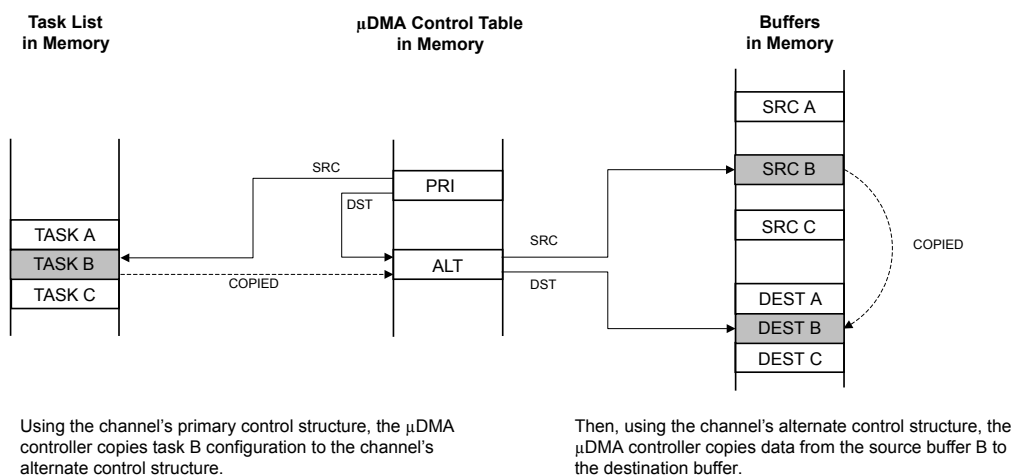 Task List
in Memory
μDMA Control Table
in Memory
Buffers
in Memory
SRC A
SRC B
SRC C
DEST A
DEST B
DEST C
SRC
PRI
DST
TASK A
TASK B
TASK C
ALT
SRC
DST
COPIED
COPIED
Using the channel's primary control structure, the μDMA
controller copies task B configuration to the channel's
alternate control structure.
Then, using the channel's alternate control structure, the
μDMA controller copies data from the source buffer B to
the destination buffer.